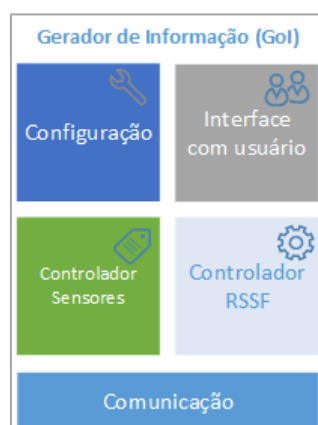 Gerador de Informação (GoI)
Configuração
Interface
com usuário
Controlador
Sensores
Controlador
RSSF
Comunicação